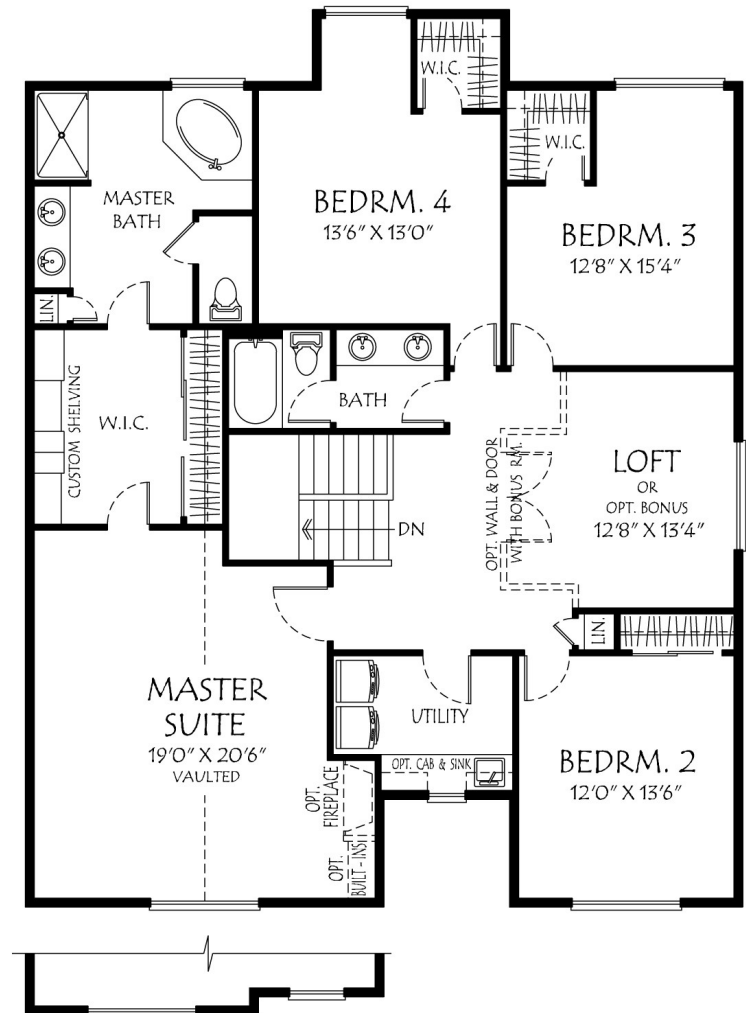 W.I.C.
W.I.C.
MASTER
BATH
BEDRM. 4
13'6" X 13'0"
BEDRM. 3
12'8" X 15'4"
LIN.
CUSTOM SHELVING
W.I.C.
BATH
OPT. WALL & DOOR
WITH BONUS RM.
LOFT
OR
OPT. BONUS
12'8" X 13'4"
DN
LIN.
MASTER
SUITE
19'0" X 20'6"
VAULTED
UTILITY
OPT. CAB & SINK
BEDRM. 2
12'0" X 13'6"
OPT.
FIREPLACE
OPT.
BUILT-INS